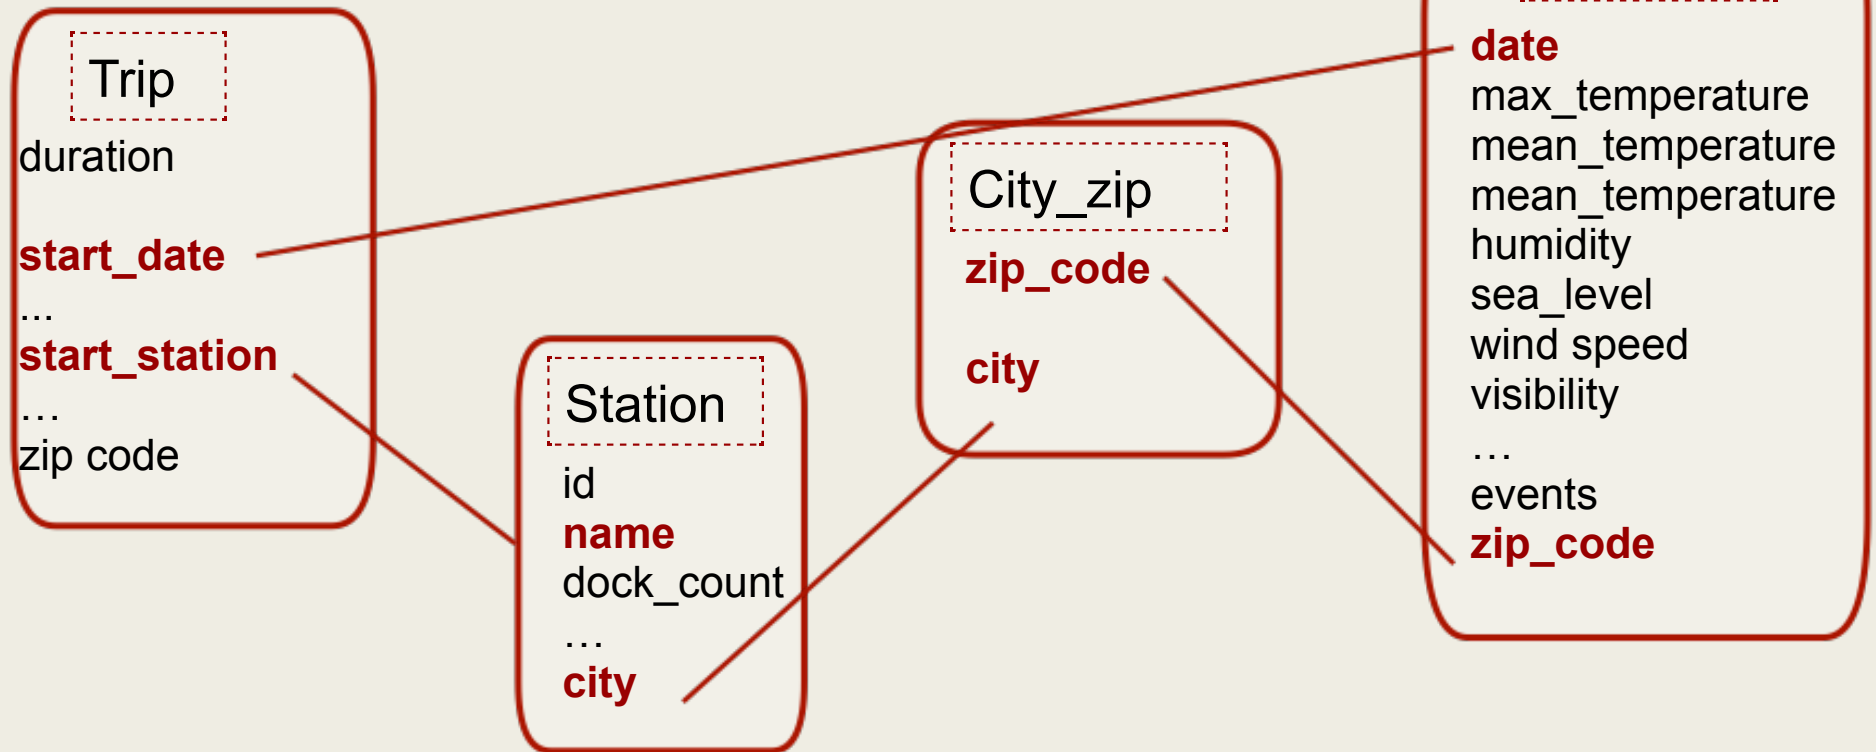 Trip
duration
start_date
...
start_station
…
zip code
Station
id
name
dock_count
…
city
City_zip
zip_code
city
date
max_temperature
mean_temperature
mean_temperature
humidity
sea_level
wind speed
visibility
…
events
zip_code